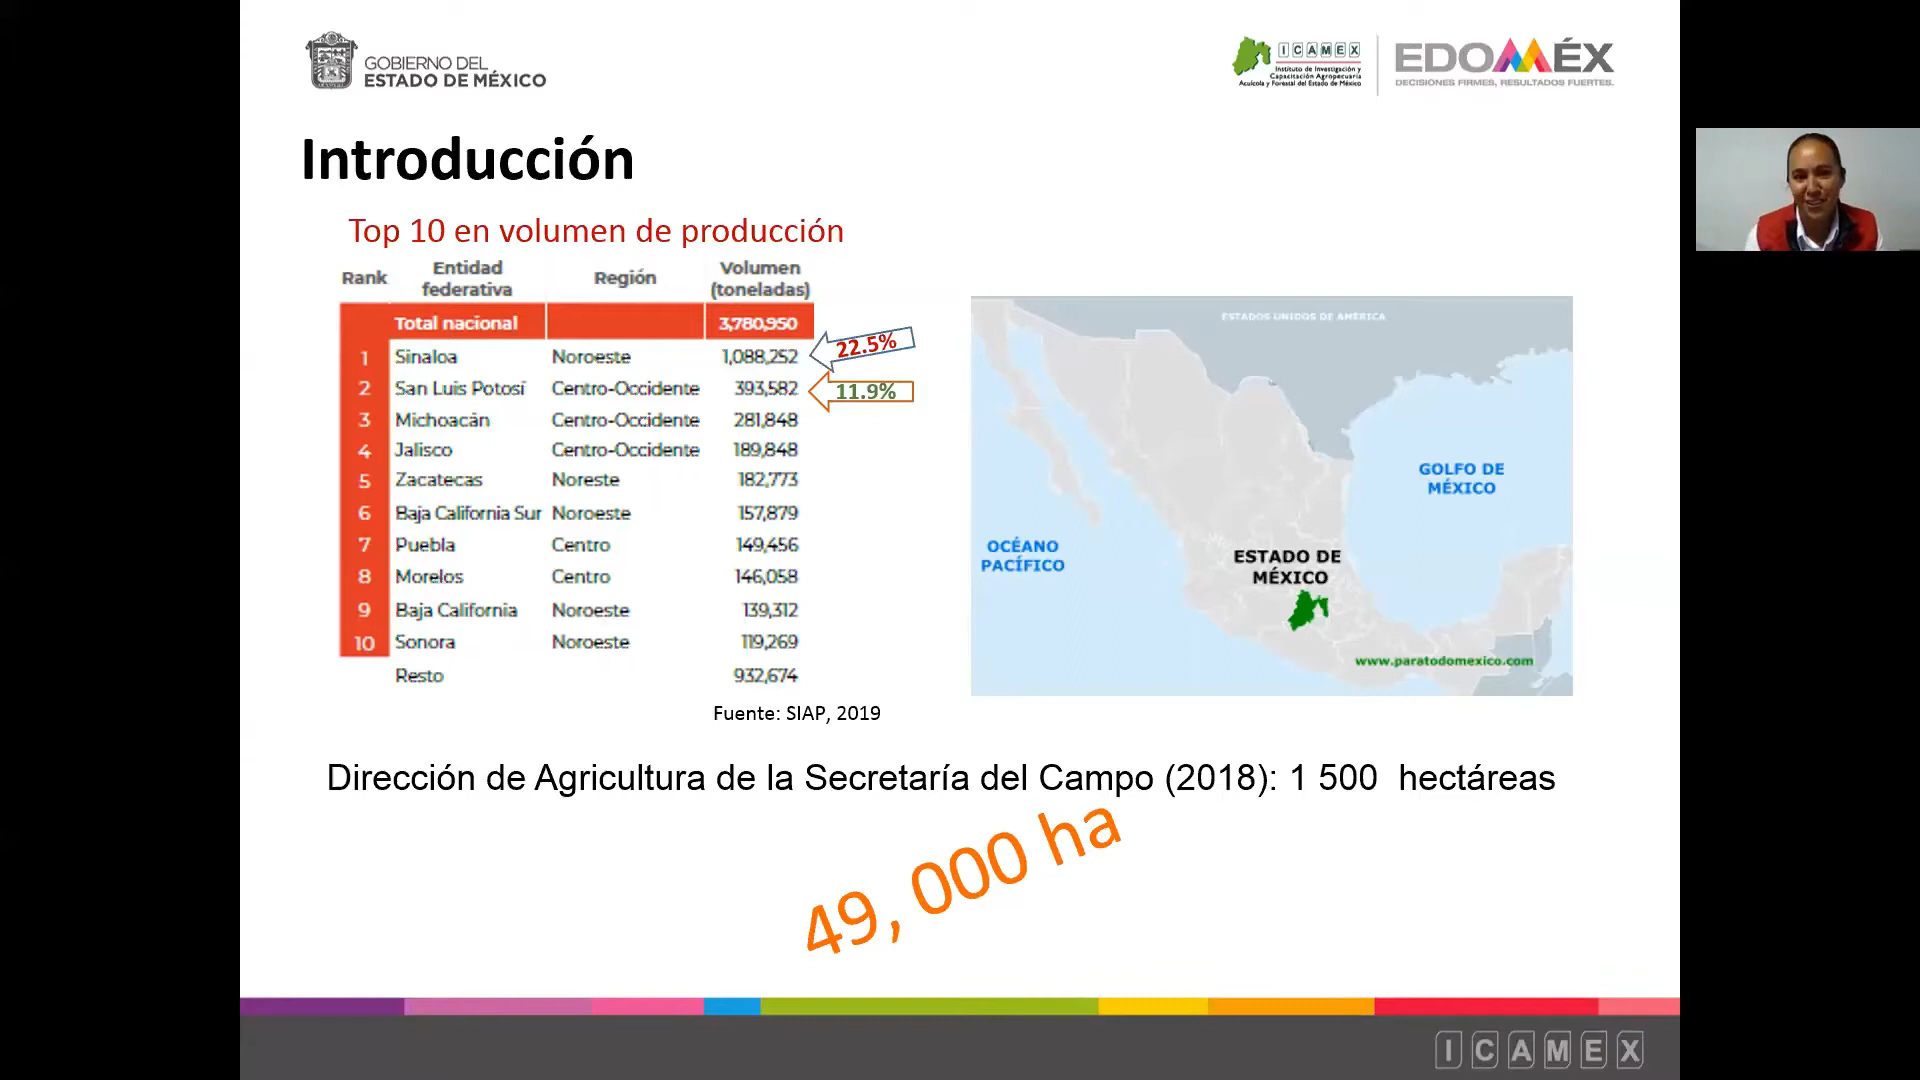 GOBIERNO DEL
ESTADO DE MÉXICO
ICAMEX
Instituto de Investigación y
Capacitación Agropecuaria
Acuícola y Forestal del Estado de México
EDOMÉX
DECISIONES FIRMES, RESULTADOS FUERTES.
Introducción
Top 10 en volumen de producción
Rank Entidad federativa Región Volumen (toneladas)
Total nacional 3,780,950
1 Sinaloa Noroeste 1,088,252 22.5%
2 San Luis Potosí Centro-Occidente 393,582 11.9%
3 Michoacán Centro-Occidente 281,848
4 Jalisco Centro-Occidente 189,848
5 Zacatecas Noreste 182,773
6 Baja California Sur Noroeste 157,879
7 Puebla Centro 149,456
8 Morelos Centro 146,058
9 Baja California Noroeste 139,312
10 Sonora Noroeste 119,269
Resto 932,674
Fuente: SIAP, 2019
ESTADOS UNIDOS DE AMÉRICA
GOLFO DE
MÉXICO
OCÉANO
PACÍFICO
ESTADO DE
MÉXICO
www.paratodomexico.com
Dirección de Agricultura de la Secretaría del Campo (2018): 1 500 hectáreas
49, 000 ha
ICAMEX